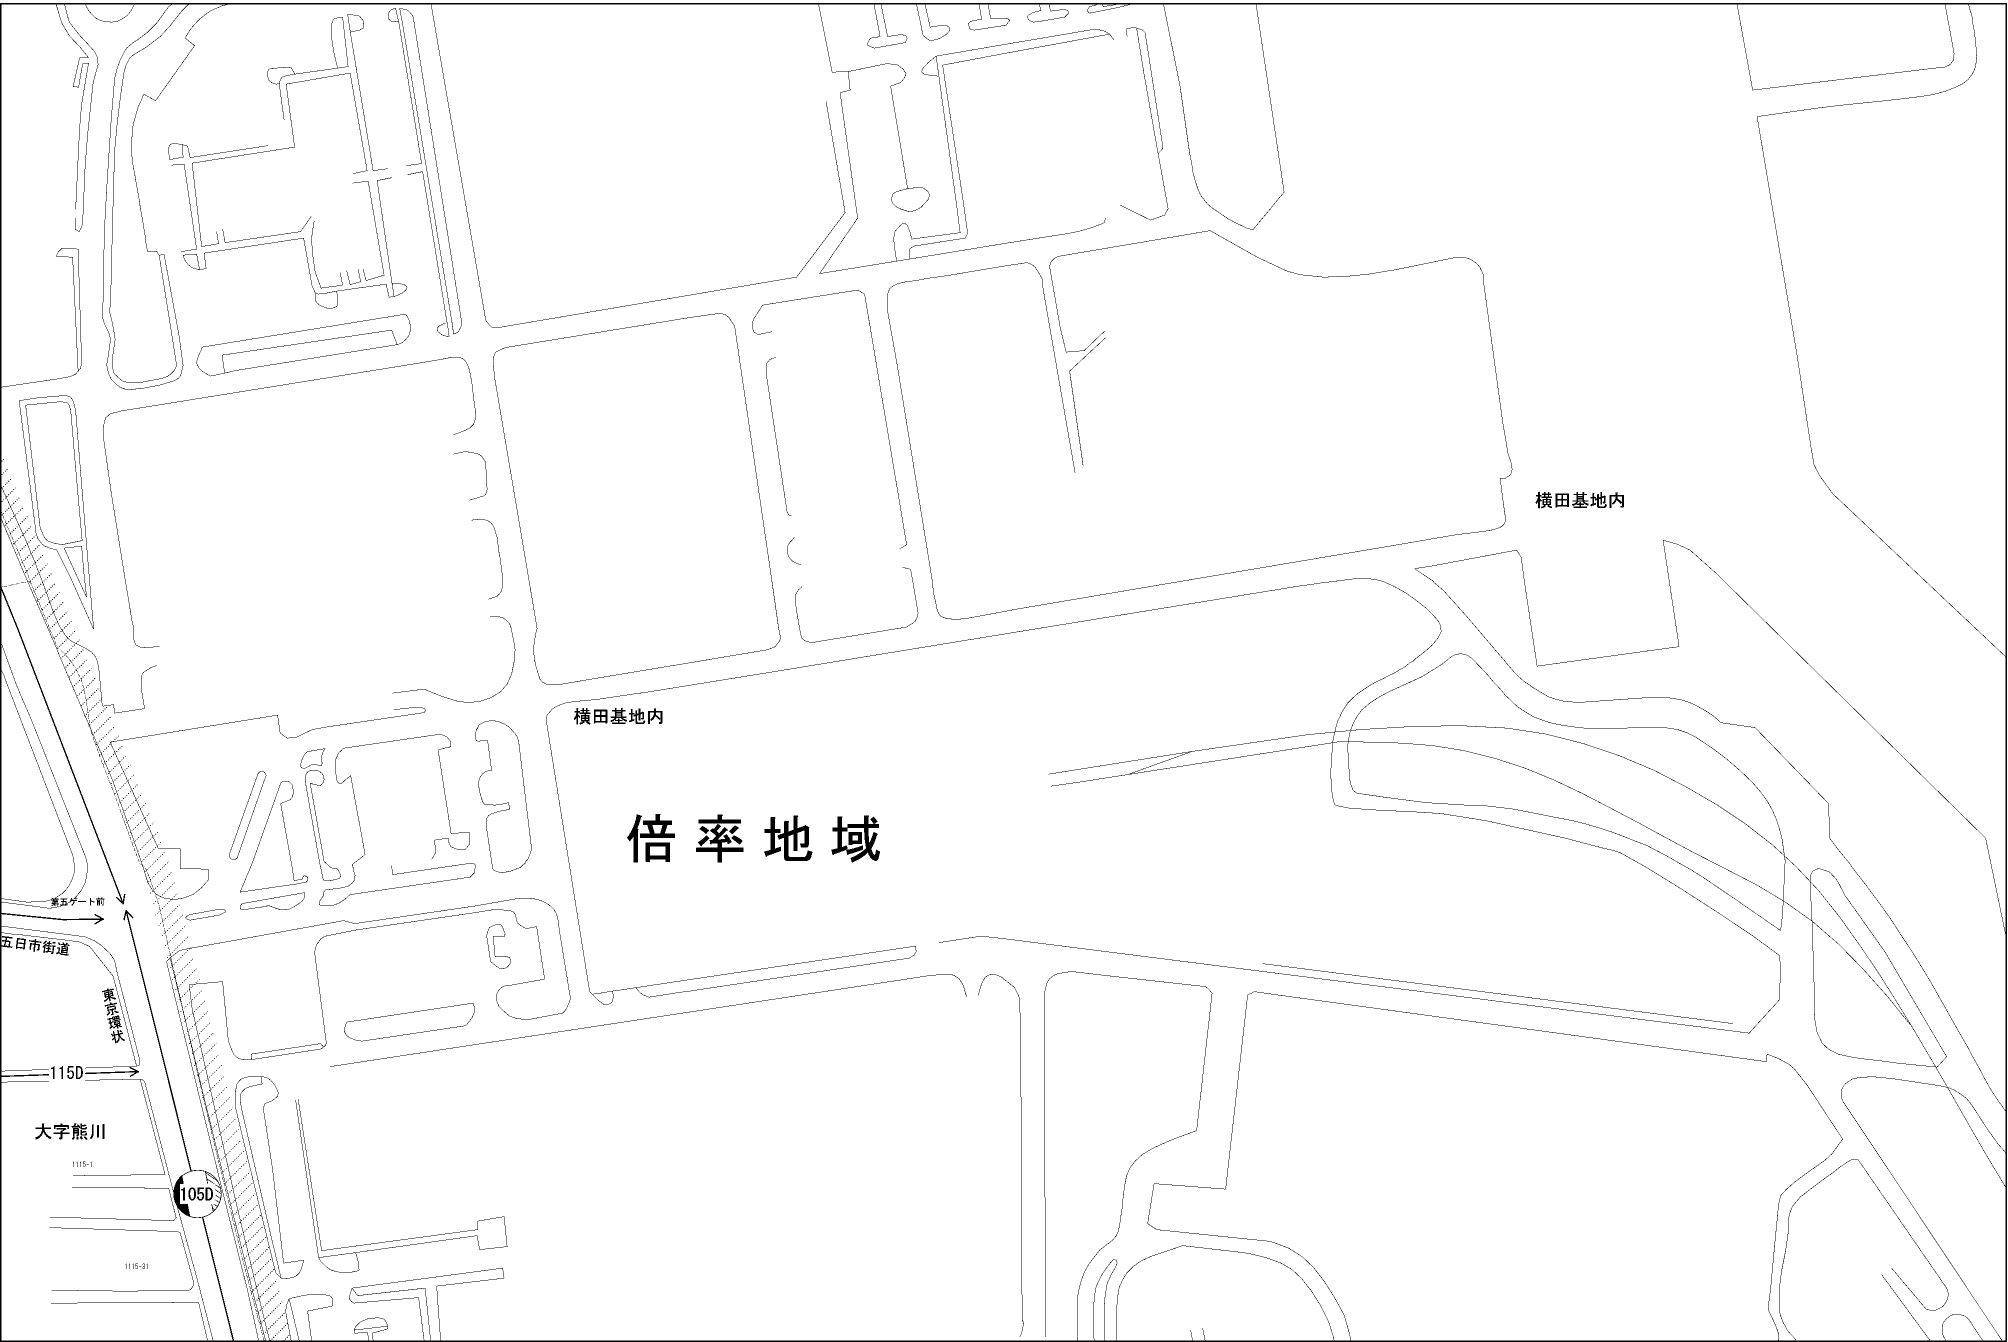 横田基地内
横田基地内
倍率地域
第五ゲート前
五日市街道
東京環状
115D
大字熊川
1115-1
105D
1115-31